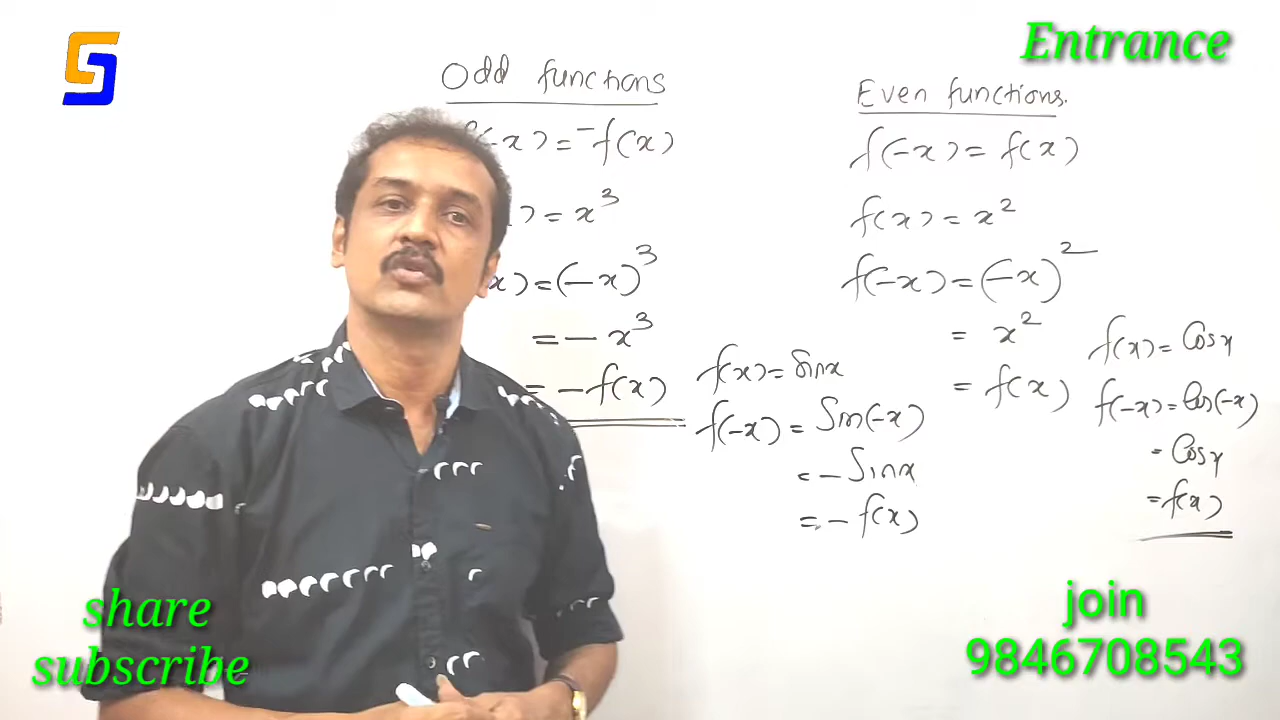 Entrance
Odd functions
f(-x) = -f(x)
) = x³
x) = (-x)³
= - x³
= - f(x)
f(x) = Sinx
f(-x) = Sin(-x)
= - Sinx
= - f(x)
Even functions.
f(-x) = f(x)
f(x) = x²
f(-x) = (-x)²
= x²
= f(x)
f(x) = Cosx
f(-x) = Cos(-x)
= Cosx
= f(x)
share
subscribe
join
9846708543